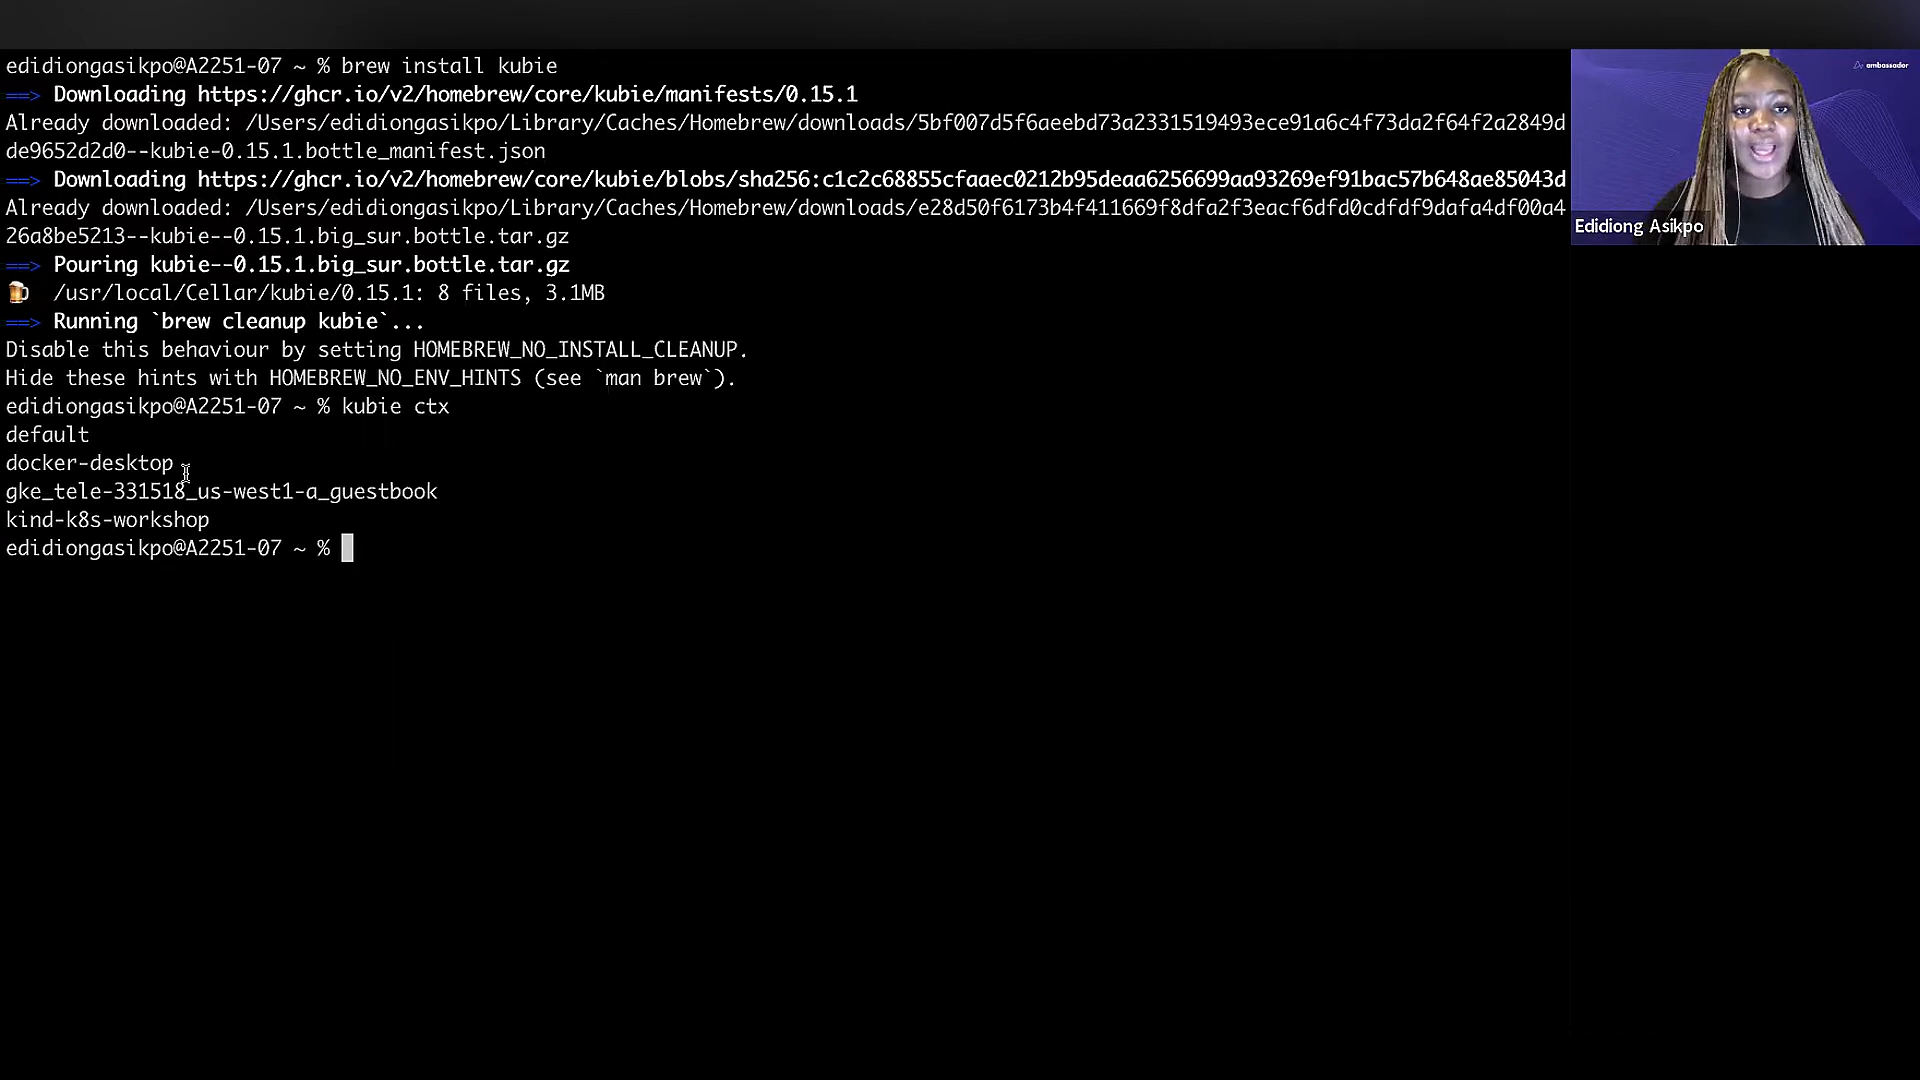 edidiongasikpo@A2251-07 ~ % brew install kubie
==> Downloading https://ghcr.io/v2/homebrew/core/kubie/manifests/0.15.1
Already downloaded: /Users/edidiongasikpo/Library/Caches/Homebrew/downloads/5bf007d5f6aeebd73a2331519493ece91a6c4f73da2f64f2a2849d
de9652d2d0--kubie-0.15.1.bottle_manifest.json
==> Downloading https://ghcr.io/v2/homebrew/core/kubie/blobs/sha256:c1c2c68855cfaaec0212b95deaa6256699aa93269ef91bac57b648ae85043d
Already downloaded: /Users/edidiongasikpo/Library/Caches/Homebrew/downloads/e28d50f6173b4f411669f8dfa2f3eacf6dfd0cdfdf9dafa4df00a4
26a8be5213--kubie--0.15.1.big_sur.bottle.tar.gz
==> Pouring kubie--0.15.1.big_sur.bottle.tar.gz
🍺  /usr/local/Cellar/kubie/0.15.1: 8 files, 3.1MB
==> Running `brew cleanup kubie`...
Disable this behaviour by setting HOMEBREW_NO_INSTALL_CLEANUP.
Hide these hints with HOMEBREW_NO_ENV_HINTS (see `man brew`).
edidiongasikpo@A2251-07 ~ % kubie ctx
default
docker-desktop
gke_tele-331518_us-west1-a_guestbook
kind-k8s-workshop
edidiongasikpo@A2251-07 ~ %
ambassador
Edidiong Asikpo